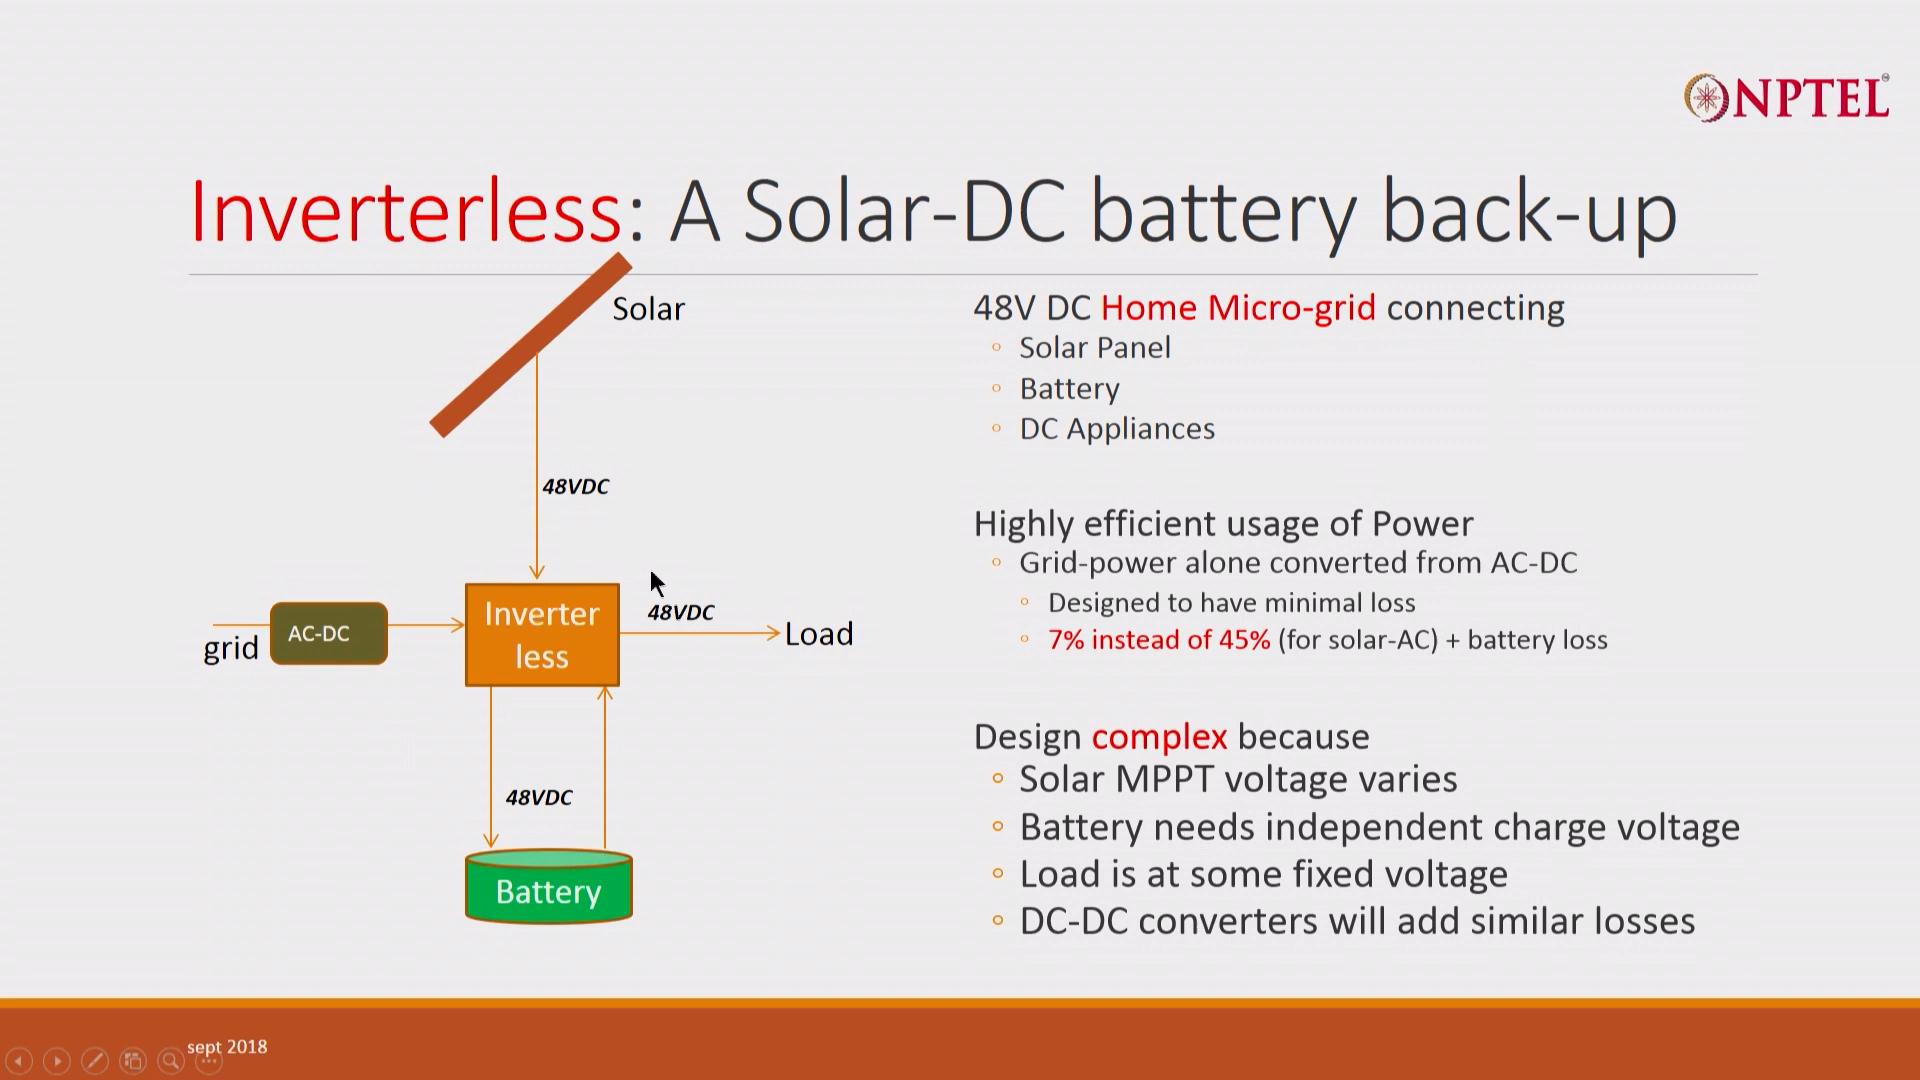 NPTEL
Inverterless: A Solar-DC battery back-up
Solar
48VDC
grid
AC-DC
Inverter
less
48VDC
Load
48VDC
Battery
48V DC Home Micro-grid connecting
Solar Panel
Battery
DC Appliances
Highly efficient usage of Power
Grid-power alone converted from AC-DC
Designed to have minimal loss
7% instead of 45% (for solar-AC) + battery loss
Design complex because
Solar MPPT voltage varies
Battery needs independent charge voltage
Load is at some fixed voltage
DC-DC converters will add similar losses
sept 2018